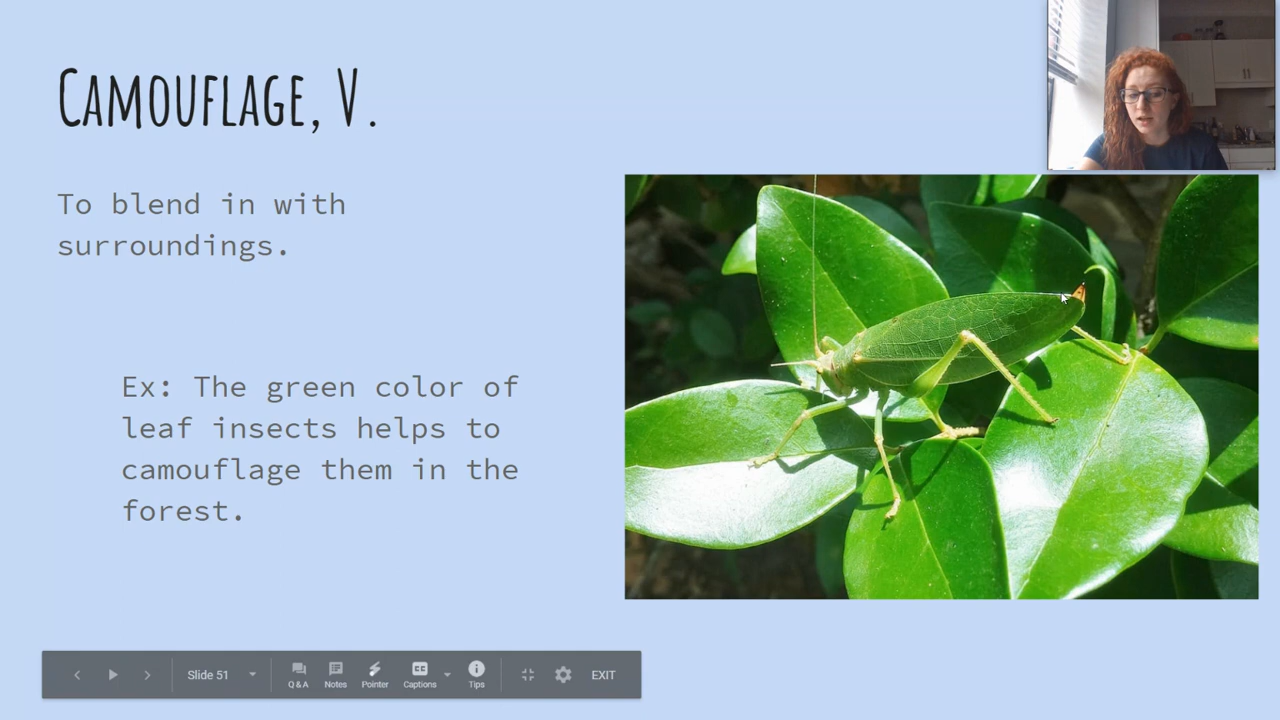 Camouflage, V.
To blend in with
surroundings.
Ex: The green color of
leaf insects helps to
camouflage them in the
forest.
Slide 51
Q & A
Notes
Pointer
Captions
CC
Tips
EXIT